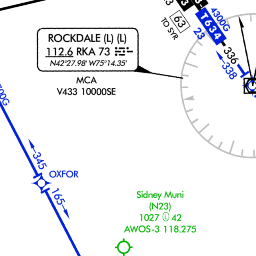 ROCKDALE (L) (L)
112.6 RKA 73
N42°27.98' W75°14.35'
MCA
V433 10000SE
63
TO SYR
4300G
T634
23
336
338
345
OXFOR
165
Sidney Muni
(N23)
1027 42
AWOS-3 118.275